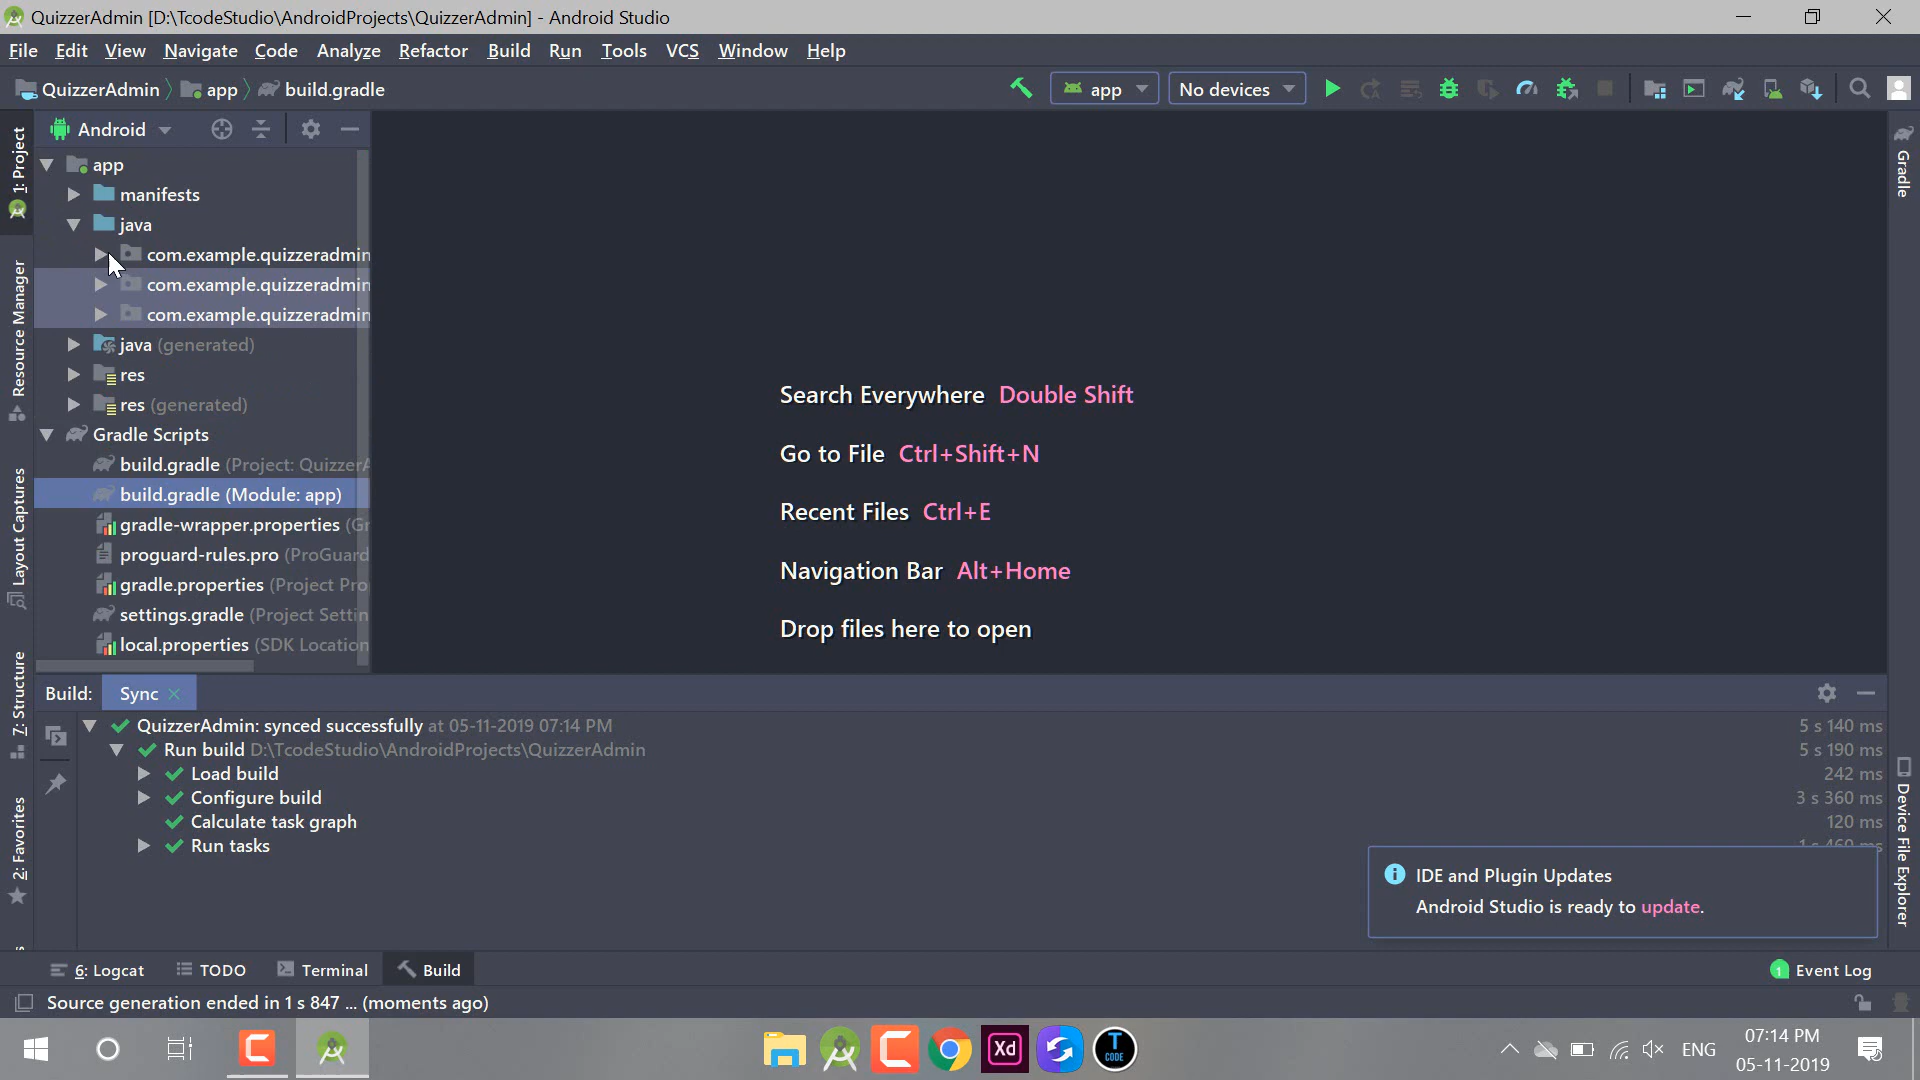 QuizzerAdmin [D:\TcodeStudio\AndroidProjects\QuizzerAdmin] - Android Studio
File Edit View Navigate Code Analyze Refactor Build Run Tools VCS Window Help
QuizzerAdmin app build.gradle
app No devices
Android
1: Project
Resource Manager
Layout Captures
7: Structure
2: Favorites
app
manifests
java
com.example.quizzeradmin
com.example.quizzeradmin
com.example.quizzeradmin
java (generated)
res
res (generated)
Gradle Scripts
build.gradle (Project: QuizzerA
build.gradle (Module: app)
gradle-wrapper.properties (Gr
proguard-rules.pro (ProGuard
gradle.properties (Project Pro
settings.gradle (Project Settin
local.properties (SDK Location
Search Everywhere Double Shift
Go to File Ctrl+Shift+N
Recent Files Ctrl+E
Navigation Bar Alt+Home
Drop files here to open
Gradle
Device File Explorer
Build: Sync
QuizzerAdmin: synced successfully at 05-11-2019 07:14 PM 5 s 140 ms
Run build D:\TcodeStudio\AndroidProjects\QuizzerAdmin 5 s 190 ms
Load build 242 ms
Configure build 3 s 360 ms
Calculate task graph 120 ms
Run tasks 1 s 460 ms
IDE and Plugin Updates
Android Studio is ready to update.
6: Logcat TODO Terminal Build 1 Event Log
Source generation ended in 1 s 847 ... (moments ago)
Xd
T CODE
ENG
07:14 PM
05-11-2019